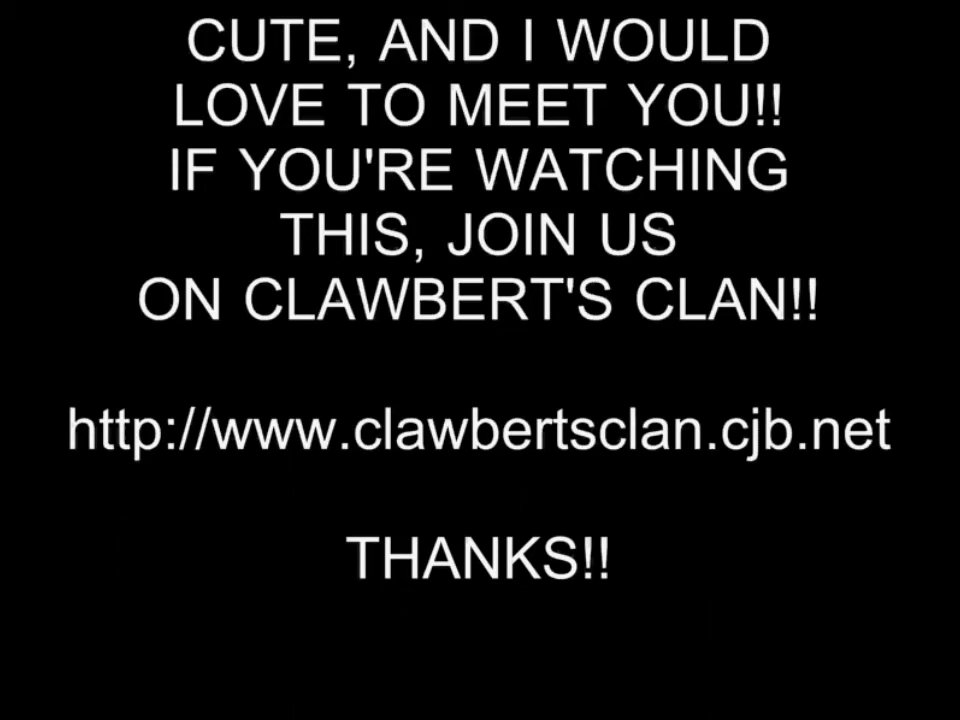 CUTE, AND I WOULD
LOVE TO MEET YOU!!
IF YOU'RE WATCHING
THIS, JOIN US
ON CLAWBERT'S CLAN!!
http://www.clawbertsclan.cjb.net
THANKS!!